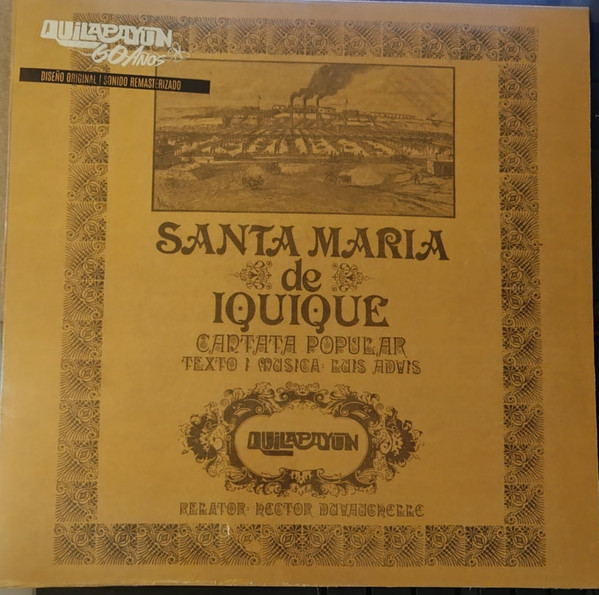 QUILAPAYUN
60 AÑOS
DISEÑO ORIGINAL | SONIDO REMASTERIZADO
SANTA MARIA
de
IQUIQUE
CANTATA POPULAR
TEXTO I MUSICA: LUIS ADVIS
QUILAPAYUN
RELATOR: HECTOR DUVAUCHELLE